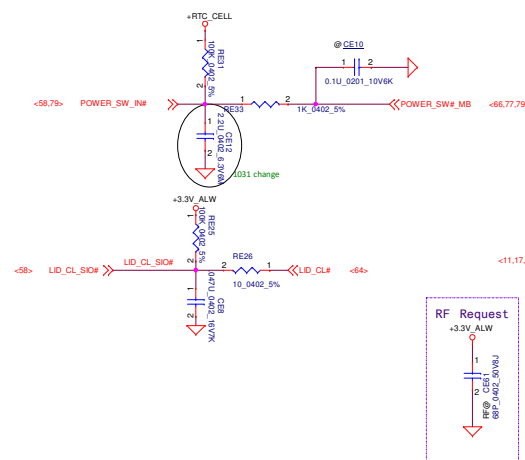 +RTC_CELL
1
RE31
100K_0402_5%
2
@ CE10
1
2
0.1U_0201_10V6K
<58,79>
POWER_SW_IN#
RE33
1
2
1K_0402_5%
POWER_SW#_MB
<66,77,79
1
CE12
2.2U_0402_6.3V6M
2
1031 change
+3.3V_ALW
1
RE25
100K_0402_5%
2
<58>
LID_CL_SIO#
LID_CL_SIO#
RE26
2
1
10_0402_5%
LID_CL#
<64>
1
CE8
.047U_0402_16V7K
2
<11,17,
RF Request
+3.3V_ALW
1
CE61
68P_0402_50V8J
2
RF@